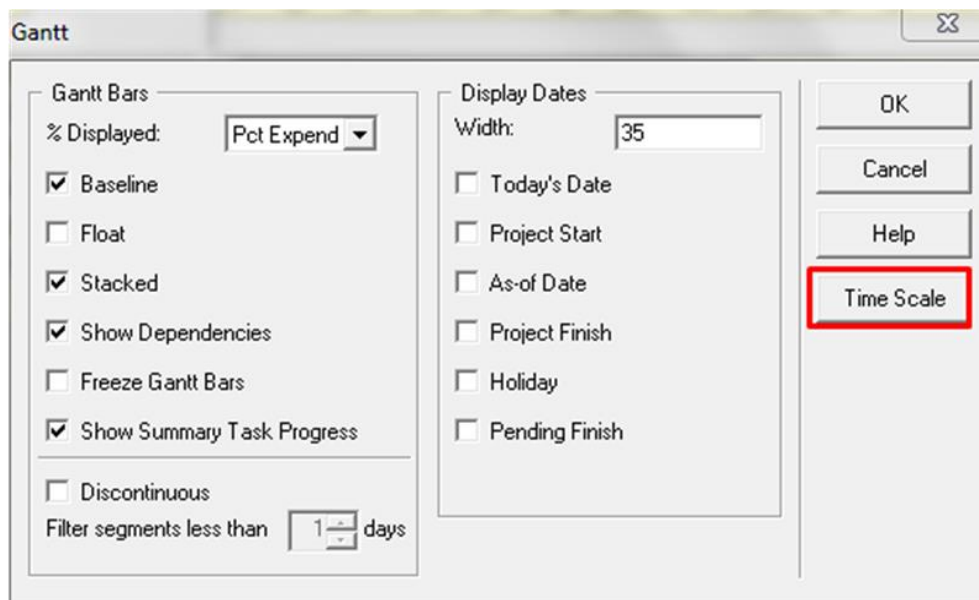 Gantt
Gantt Bars
% Displayed: Pct Expend
Baseline
Float
Stacked
Show Dependencies
Freeze Gantt Bars
Show Summary Task Progress
Discontinuous
Filter segments less than 1 days
Display Dates
Width: 35
Today's Date
Project Start
As-of Date
Project Finish
Holiday
Pending Finish
OK
Cancel
Help
Time Scale